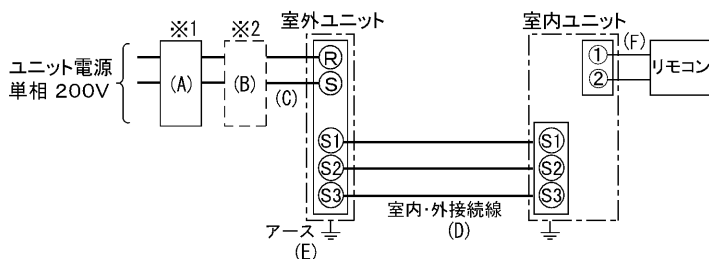 ※1
※2
室外ユニット
室内ユニット
ユニット電源
単相 200V
(A)
(B)
(C)
R
S
①
②
(F)
リモコン
S1
S2
S3
S1
S2
S3
室内・外接続線
(D)
アース
(E)